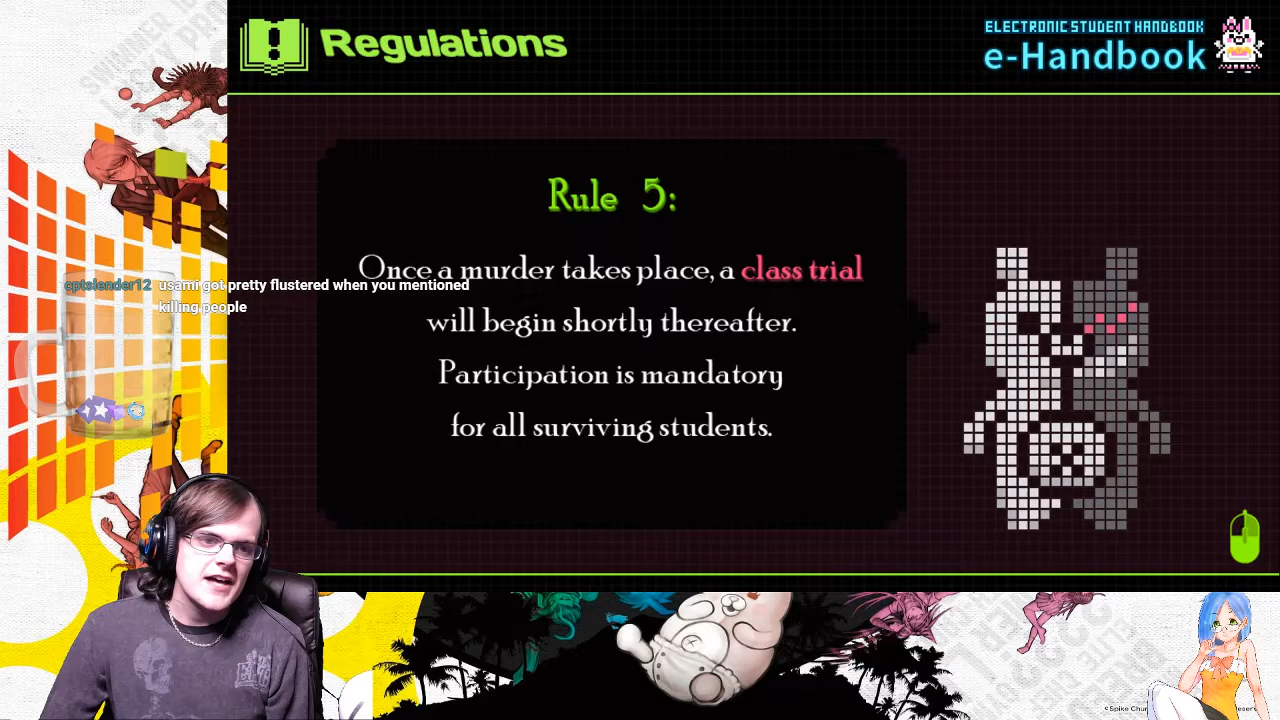 Regulations
ELECTRONIC STUDENT HANDBOOK
e-Handbook
Rule 5:
Once a murder takes place, a class trial
will begin shortly thereafter.
Participation is mandatory
for all surviving students.
cptslender12 usami got pretty flustered when you mentioned
killing people